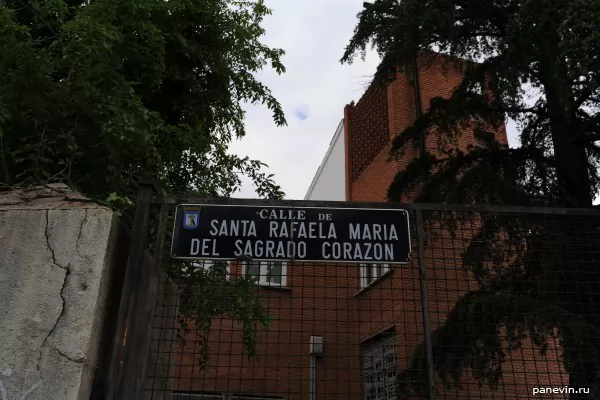 CALLE DE
SANTA RAFAELA MARIA
DEL SAGRADO CORAZON
panevin.ru